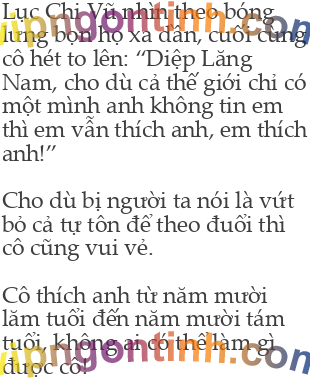 Lục Chi Vũ nhìn theo bóng
lưng bọn họ xa dần, cuối cùng
cô hét to lên: “Diệp Lăng
Nam, cho dù cả thế giới chỉ có
một mình anh không tin em
thì em vẫn thích anh, em thích
anh!”
Cho dù bị người ta nói là vứt
bỏ cả tự tôn để theo đuổi thì
cô cũng vui vẻ.
Cô thích anh từ năm mười
lăm tuổi đến năm mười tám
tuổi, không ai có thể làm gì
được cô!
vipngontinh.com
vipngontinh.com